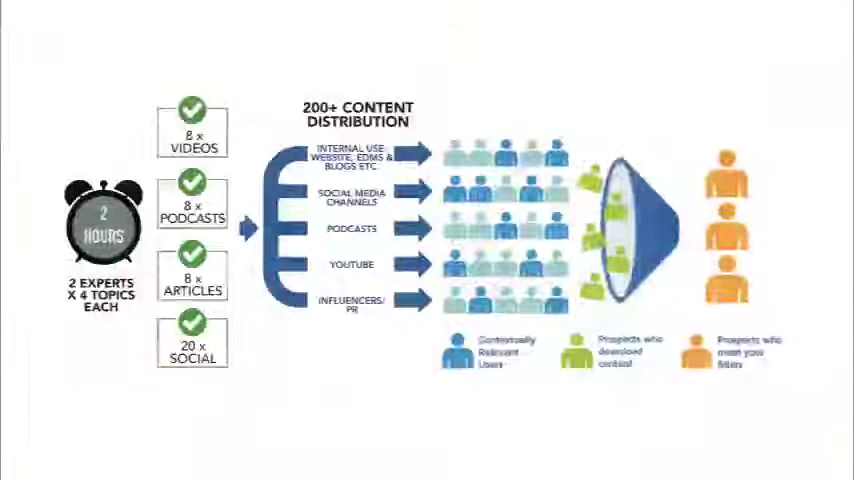 2
HOURS
2 EXPERTS
X 4 TOPICS
EACH
8 x
VIDEOS
8 x
PODCASTS
8 x
ARTICLES
20 x
SOCIAL
200+ CONTENT
DISTRIBUTION
INTERNAL USE:
WEBSITE, EDMS &
BLOGS ETC.
SOCIAL MEDIA
CHANNELS
PODCASTS
YOUTUBE
INFLUENCERS/
PR
Contextually
Relevant
Users
Prospects who
download
content
Prospects who
meet your
filters